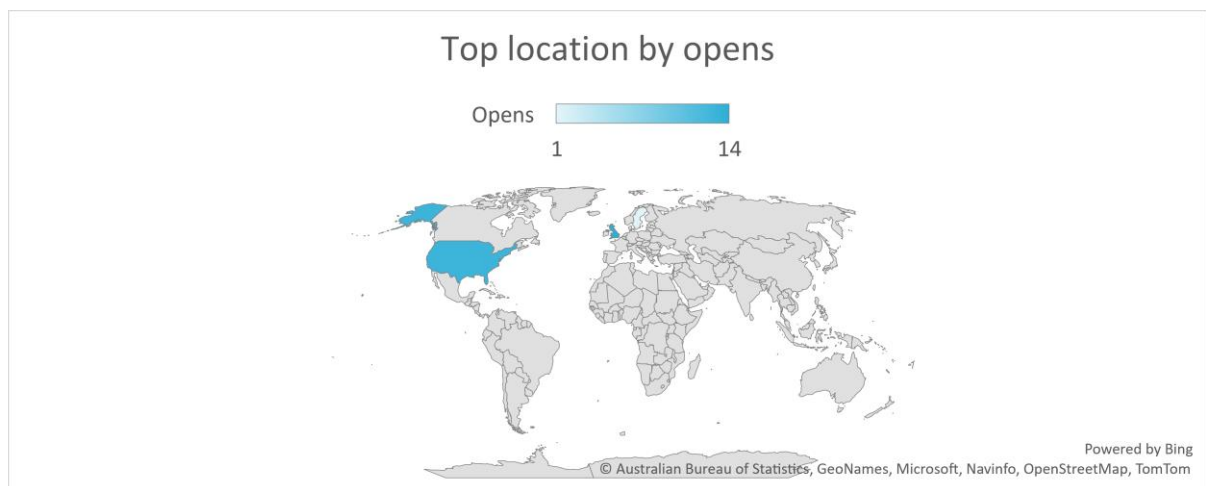 Top location by opens
Opens
1 14
Powered by Bing
© Australian Bureau of Statistics, GeoNames, Microsoft, Navinfo, OpenStreetMap, TomTom